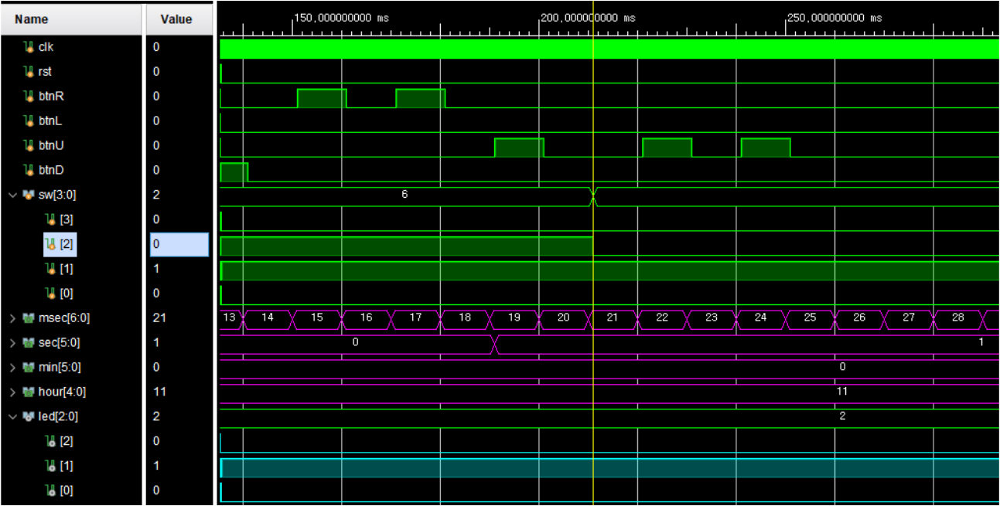 Name Value 150,000000000 ms 200,000000000 ms 250,000000000 ms
clk 0
rst 0
btnR 0
btnL 0
btnU 0
btnD 0
sw[3:0] 2 6
[3] 0
[2] 0
[1] 1
[0] 0
msec[6:0] 21 13 14 15 16 17 18 19 20 21 22 23 24 25 26 27 28
sec[5:0] 1 0 1
min[5:0] 0 0
hour[4:0] 11 11
led[2:0] 2 2
[2] 0
[1] 1
[0] 0